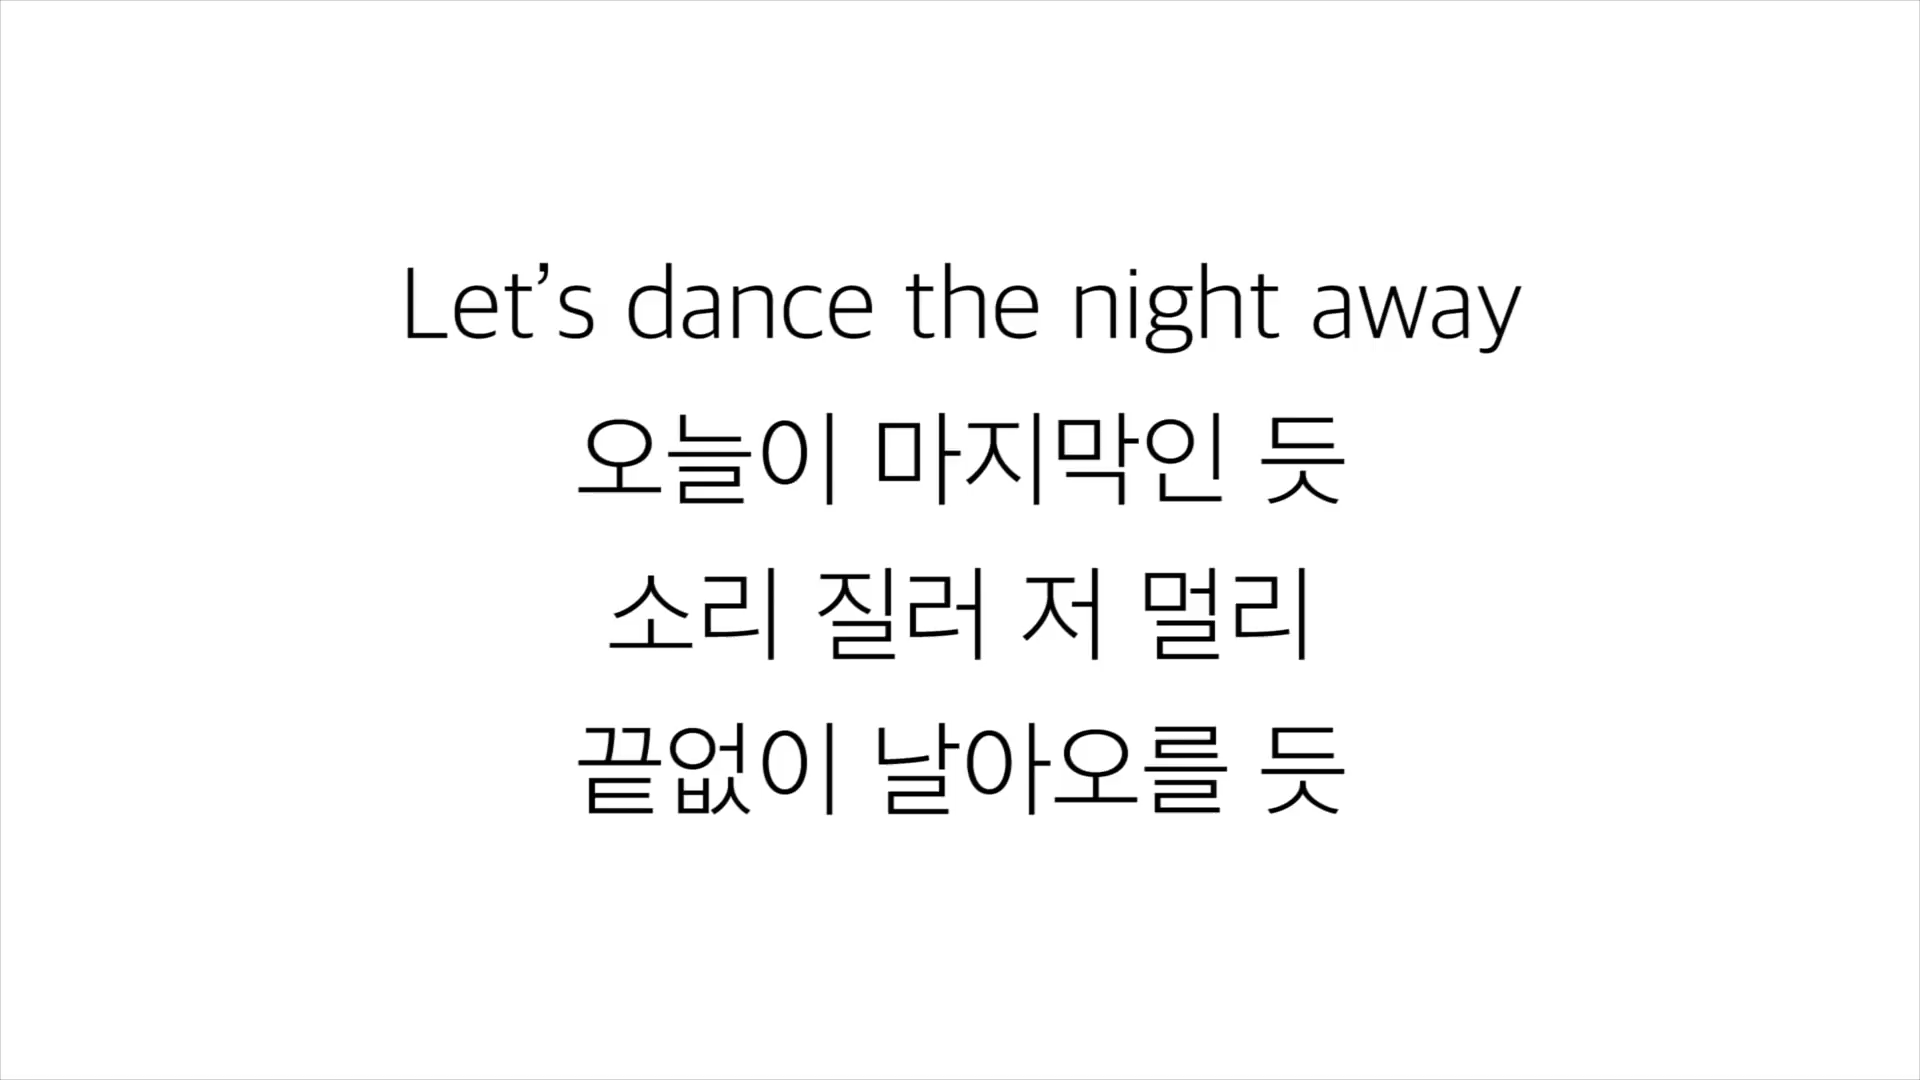 Let’s dance the night away
오늘이 마지막인 듯
소리 질러 저 멀리
끝없이 날아오를 듯